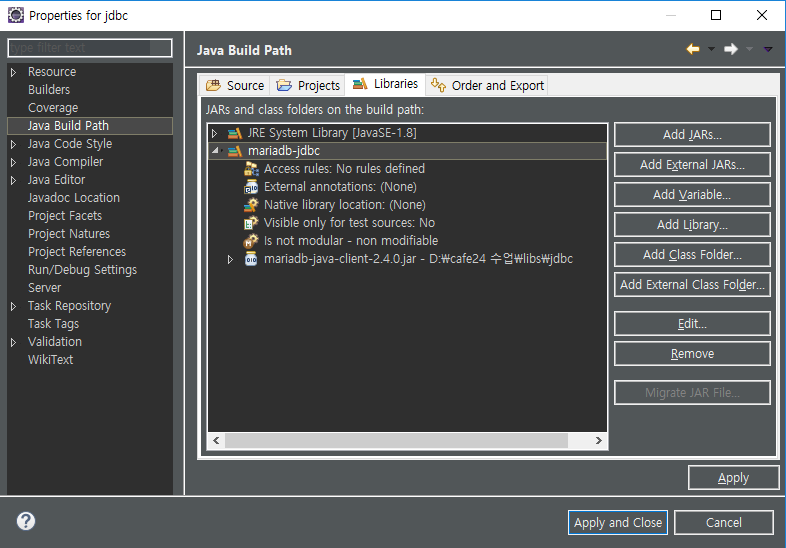 Properties for jdbc
type filter text
Resource
Builders
Coverage
Java Build Path
Java Code Style
Java Compiler
Java Editor
Javadoc Location
Project Facets
Project Natures
Project References
Run/Debug Settings
Server
Task Repository
Task Tags
Validation
WikiText
Java Build Path
Source Projects Libraries Order and Export
JARs and class folders on the build path:
JRE System Library [JavaSE-1.8]
mariadb-jdbc
Access rules: No rules defined
External annotations: (None)
Native library location: (None)
Visible only for test sources: No
Is not modular - non modifiable
mariadb-java-client-2.4.0.jar - D:₩cafe24 수업₩libs₩jdbc
Add JARs...
Add External JARs...
Add Variable...
Add Library...
Add Class Folder...
Add External Class Folder...
Edit...
Remove
Migrate JAR File...
Apply
Apply and Close
Cancel